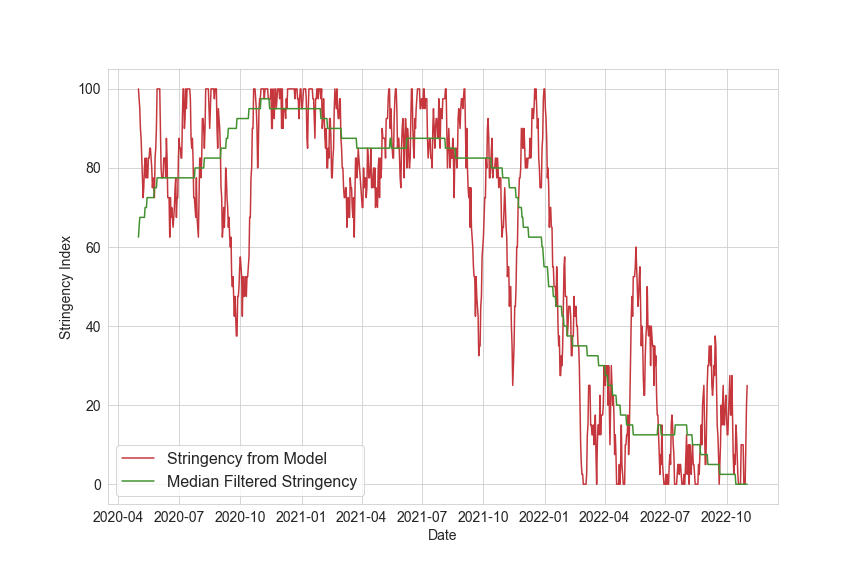 100
80
60
40
20
0
Stringency Index
Stringency from Model
Median Filtered Stringency
2020-04 2020-07 2020-10 2021-01 2021-04 2021-07 2021-10 2022-01 2022-04 2022-07 2022-10
Date